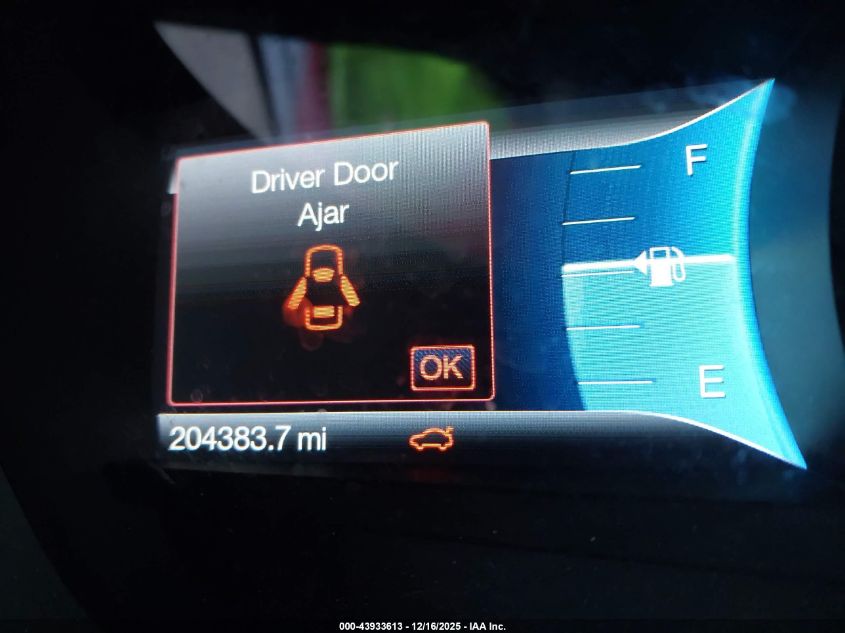 Driver Door
Ajar
OK
F
E
204383.7 mi
000-43933613 - 12/16/2025 - IAA Inc.